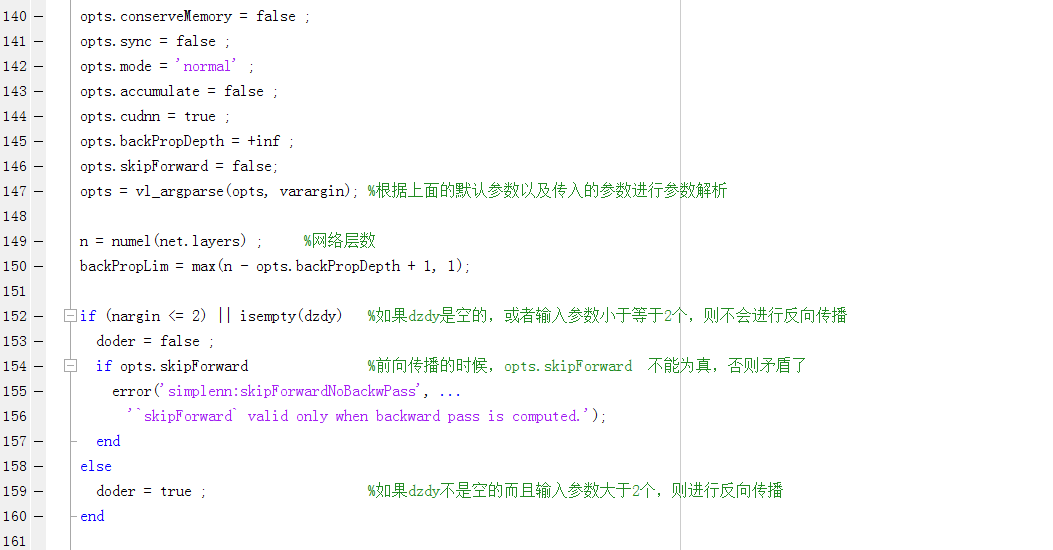 140 — opts.conserveMemory = false ;
141 — opts.sync = false ;
142 — opts.mode = 'normal' ;
143 — opts.accumulate = false ;
144 — opts.cudnn = true ;
145 — opts.backPropDepth = +inf ;
146 — opts.skipForward = false;
147 — opts = vl_argparse(opts, varargin); %根据上面的默认参数以及传入的参数进行参数解析
148
149 — n = numel(net.layers) ; %网络层数
150 — backPropLim = max(n - opts.backPropDepth + 1, 1);
151
152 — if (nargin <= 2) || isempty(dzdy) %如果dzdy是空的，或者输入参数小于等于2个，则不会进行反向传播
153 — doder = false ;
154 — if opts.skipForward %前向传播的时候，opts.skipForward 不能为真，否则矛盾了
155 — error('simplenn:skipForwardNoBackwPass', ...
156 '`skipForward` valid only when backward pass is computed.');
157 — end
158 — else
159 — doder = true ; %如果dzdy不是空的而且输入参数大于2个，则进行反向传播
160 — end
161